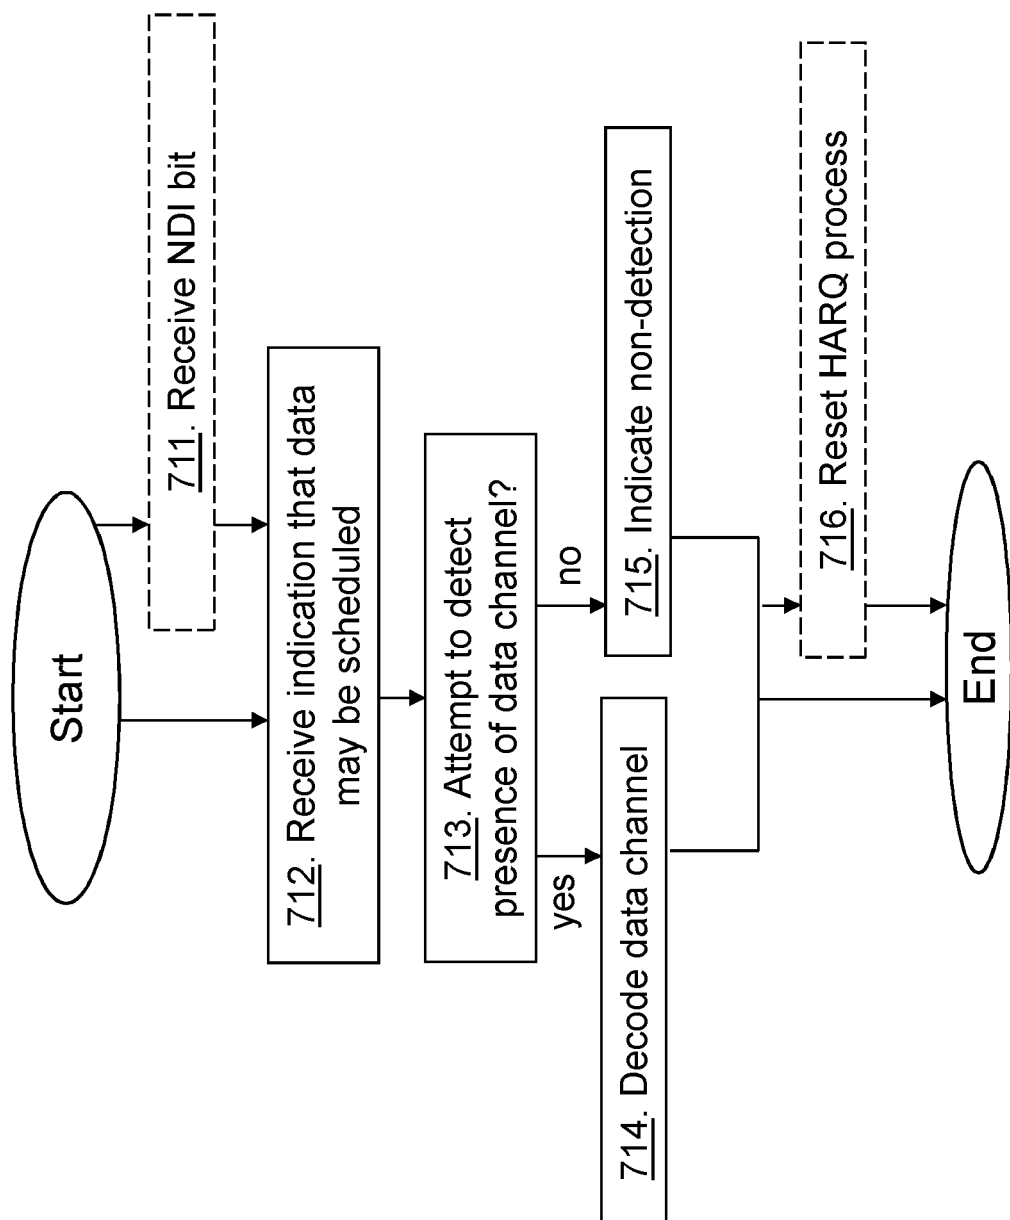 Start
711. Receive NDI bit
712. Receive indication that data
may be scheduled
713. Attempt to detect
presence of data channel?
yes
no
714. Decode data channel
715. Indicate non-detection
716. Reset HARQ process
End